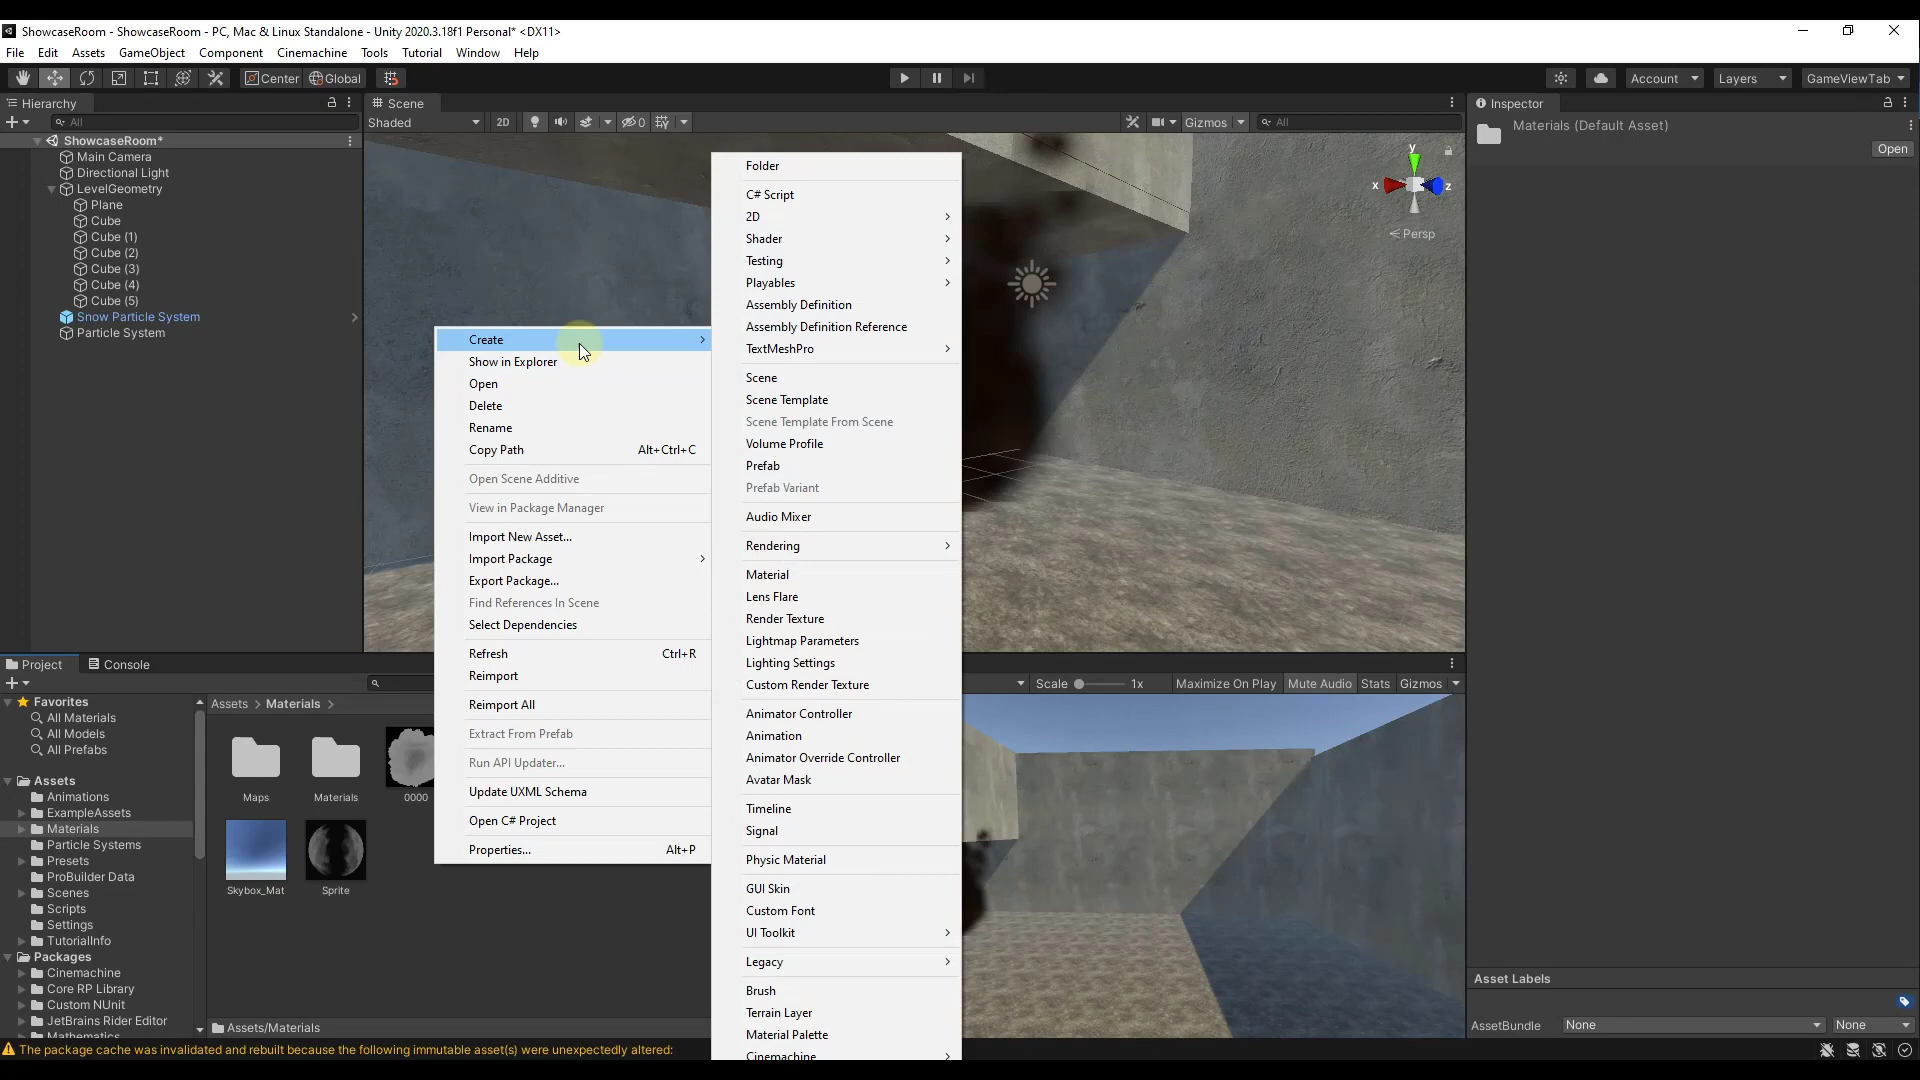 ShowcaseRoom - ShowcaseRoom - PC, Mac & Linux Standalone - Unity 2020.3.18f1 Personal* <DX11>
File Edit Assets GameObject Component Cinemachine Tools Tutorial Window Help
Center Global
Account Layers GameViewTab
Hierarchy
All
ShowcaseRoom*
Main Camera
Directional Light
LevelGeometry
Plane
Cube
Cube (1)
Cube (2)
Cube (3)
Cube (4)
Cube (5)
Snow Particle System
Particle System
Scene
Shaded 2D 0 Gizmos All
y
x z
Persp
Create
Show in Explorer
Open
Delete
Rename
Copy Path Alt+Ctrl+C
Open Scene Additive
View in Package Manager
Import New Asset...
Import Package
Export Package...
Find References In Scene
Select Dependencies
Refresh Ctrl+R
Reimport
Reimport All
Extract From Prefab
Run API Updater...
Update UXML Schema
Open C# Project
Properties... Alt+P
Folder
C# Script
2D
Shader
Testing
Playables
Assembly Definition
Assembly Definition Reference
TextMeshPro
Scene
Scene Template
Scene Template From Scene
Volume Profile
Prefab
Prefab Variant
Audio Mixer
Rendering
Material
Lens Flare
Render Texture
Lightmap Parameters
Lighting Settings
Custom Render Texture
Animator Controller
Animation
Animator Override Controller
Avatar Mask
Timeline
Signal
Physic Material
GUI Skin
Custom Font
UI Toolkit
Legacy
Brush
Terrain Layer
Material Palette
Cinemachine
Inspector
Materials (Default Asset)
Open
Scale 1x Maximize On Play Mute Audio Stats Gizmos
Project Console
Favorites
All Materials
All Models
All Prefabs
Assets
Animations
ExampleAssets
Materials
Particle Systems
Presets
ProBuilder Data
Scenes
Scripts
Settings
TutorialInfo
Packages
Cinemachine
Core RP Library
Custom NUnit
JetBrains Rider Editor
Mathematics
Assets > Materials >
Maps
Materials
0000
Skybox_Mat
Sprite
Assets/Materials
Asset Labels
AssetBundle None None
The package cache was invalidated and rebuilt because the following immutable asset(s) were unexpectedly altered: